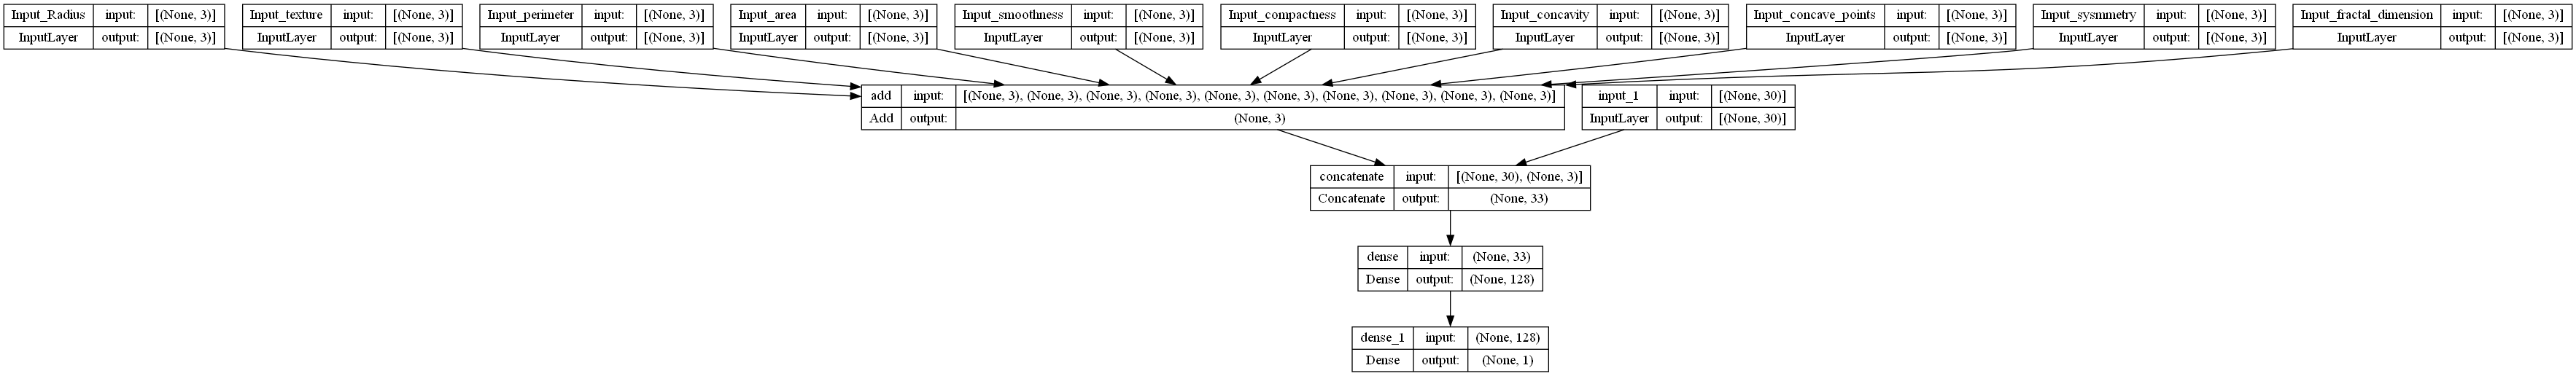 Input_Radius input: [(None, 3)] Input_texture input: [(None, 3)] Input_perimeter input: [(None, 3)] Input_area input: [(None, 3)] Input_smoothness input: [(None, 3)] Input_compactness input: [(None, 3)] Input_concavity input: [(None, 3)] Input_concave_points input: [(None, 3)] Input_sysmmetry input: [(None, 3)] Input_fractal_dimension input: [(None, 3)]
InputLayer output: [(None, 3)] InputLayer output: [(None, 3)] InputLayer output: [(None, 3)] InputLayer output: [(None, 3)] InputLayer output: [(None, 3)] InputLayer output: [(None, 3)] InputLayer output: [(None, 3)] InputLayer output: [(None, 3)] InputLayer output: [(None, 3)] InputLayer output: [(None, 3)]
add input: [(None, 3), (None, 3), (None, 3), (None, 3), (None, 3), (None, 3), (None, 3), (None, 3), (None, 3), (None, 3)] input_1 input: [(None, 30)]
Add output: (None, 3) InputLayer output: [(None, 30)]
concatenate input: [(None, 30), (None, 3)]
Concatenate output: (None, 33)
dense input: (None, 33)
Dense output: (None, 128)
dense_1 input: (None, 128)
Dense output: (None, 1)